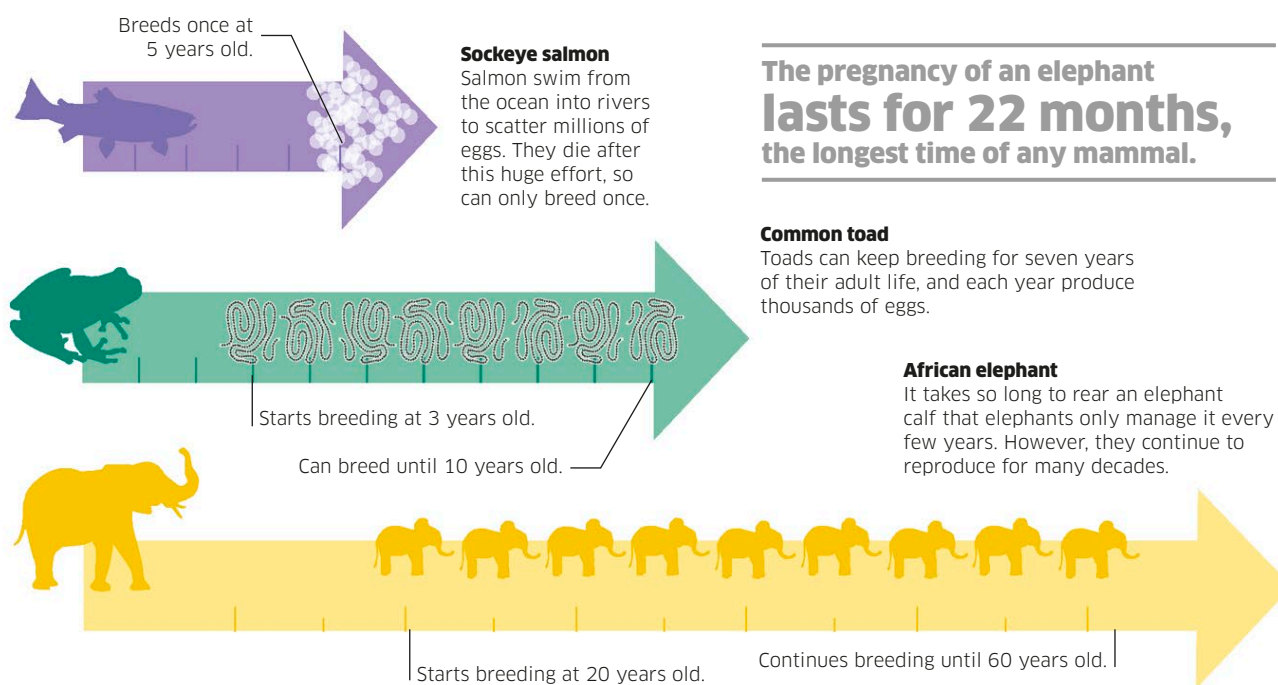 Breeds once at
5 years old.
Sockeye salmon
Salmon swim from
the ocean into rivers
to scatter millions of
eggs. They die after
this huge effort, so
can only breed once.
The pregnancy of an elephant
lasts for 22 months,
the longest time of any mammal.
Common toad
Toads can keep breeding for seven years
of their adult life, and each year produce
thousands of eggs.
Starts breeding at 3 years old.
Can breed until 10 years old.
African elephant
It takes so long to rear an elephant
calf that elephants only manage it every
few years. However, they continue to
reproduce for many decades.
Starts breeding at 20 years old.
Continues breeding until 60 years old.